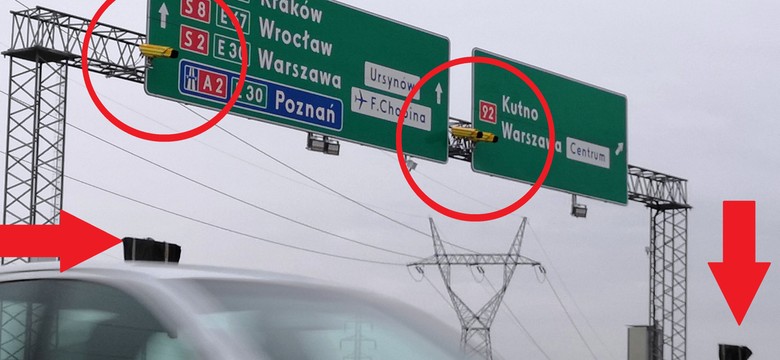 S8 E67 Kraków
Wrocław
S2 E30 Warszawa
A2 E30 Poznań
Ursynów
F.Chopina
92 Kutno
Warszawa
Centrum